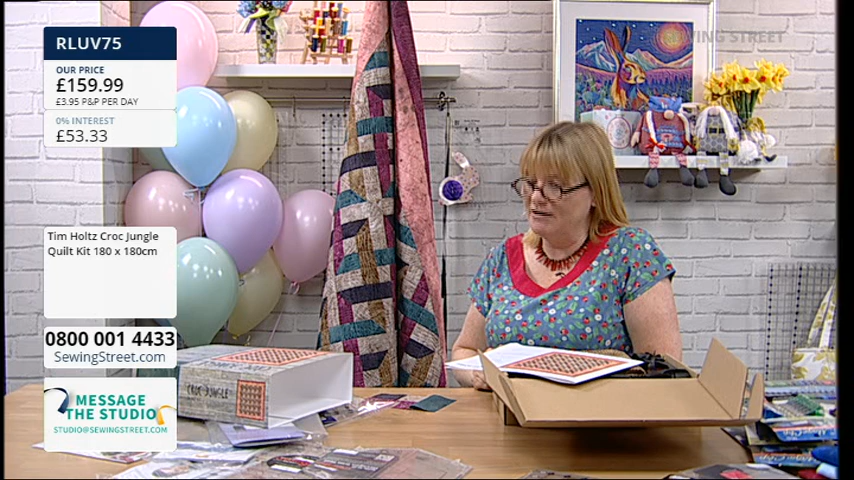 RLUV75
OUR PRICE
£159.99
£3.95 P&P PER DAY
0% INTEREST
£53.33
Tim Holtz Croc Jungle
Quilt Kit 180 x 180cm
0800 001 4433
SewingStreet.com
MESSAGE
THE STUDIO
STUDIO@SEWINGSTREET.COM
SEWING STREET
CROC JUNGLE